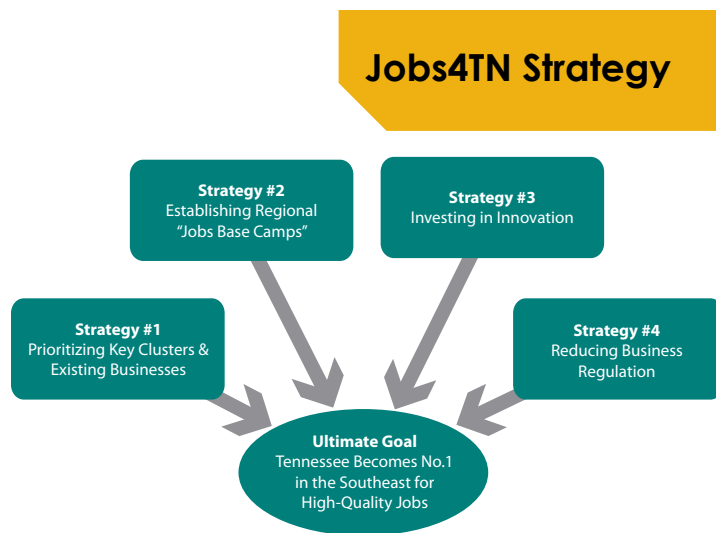 Jobs4TN Strategy
Strategy #2
Establishing Regional
“Jobs Base Camps”
Strategy #3
Investing in Innovation
Strategy #1
Prioritizing Key Clusters &
Existing Businesses
Strategy #4
Reducing Business
Regulation
Ultimate Goal
Tennessee Becomes No.1
in the Southeast for
High-Quality Jobs